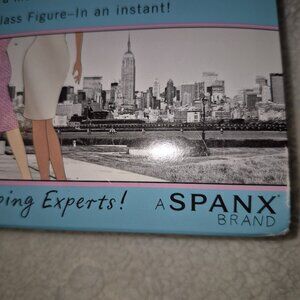 lass Figure–In an instant!
ping Experts!
A SPANX®
BRAND